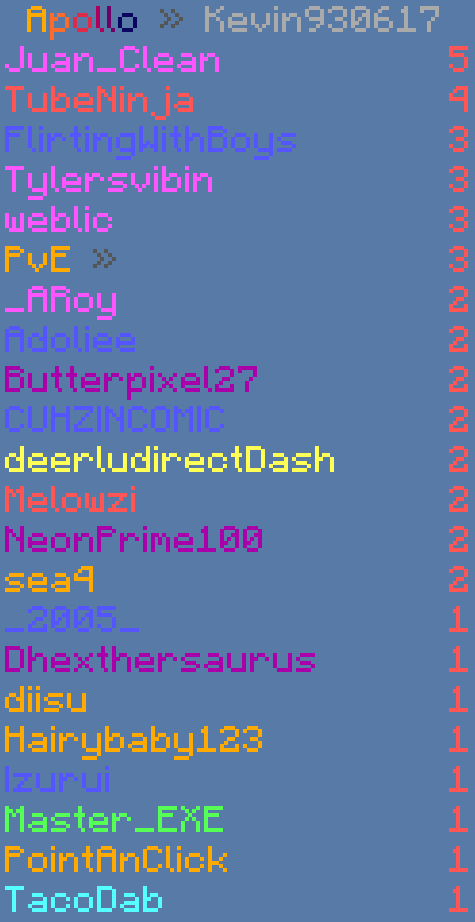 Apollo » Kevin930617
Juan_Clean 5
TubeNinja 4
FlirtingWithBoys 3
Tylersvibin 3
weblic 3
PvE » 3
_ARoy 2
Adoliee 2
Butterpixel27 2
CUHZINCOMIC 2
deerludirectDash 2
Melowzi 2
NeonPrime100 2
sea9 2
_2005_ 1
Dhexthersaurus 1
diisu 1
Hairybaby123 1
Izurui 1
Master_EXE 1
PointAnClick 1
TacoDab 1